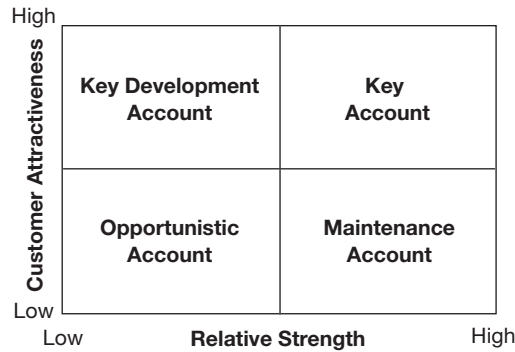 High
Customer Attractiveness
Key Development
Account
Key
Account
Opportunistic
Account
Maintenance
Account
Low
Low
Relative Strength
High